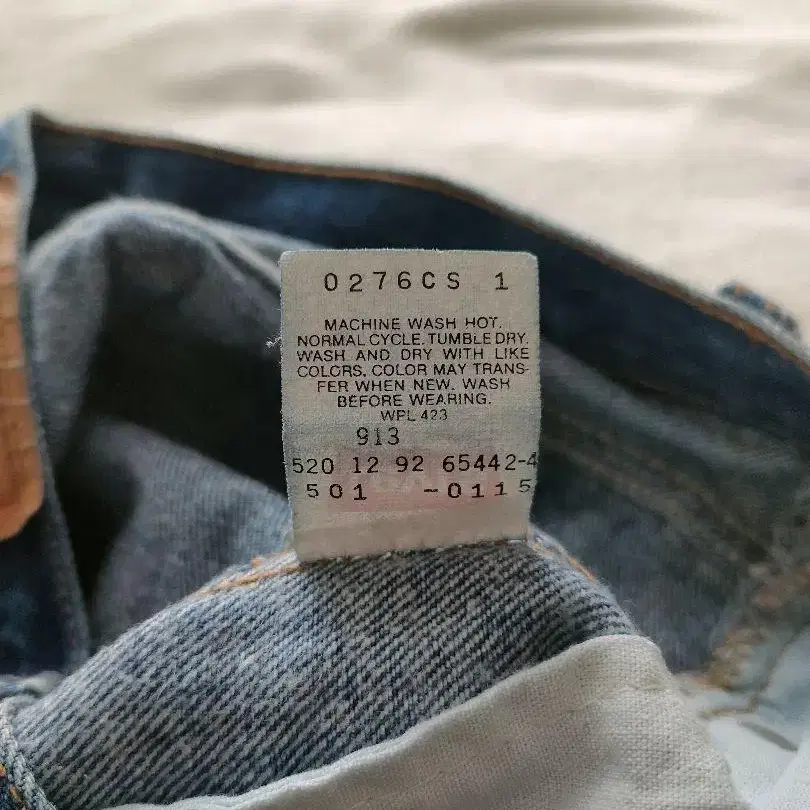 0276CS 1
MACHINE WASH HOT.
NORMAL CYCLE. TUMBLE DRY.
WASH AND DRY WITH LIKE
COLORS. COLOR MAY TRANS-
FER WHEN NEW. WASH
BEFORE WEARING.
WPL 423
913
520 12 92 65442-4
501 -0115